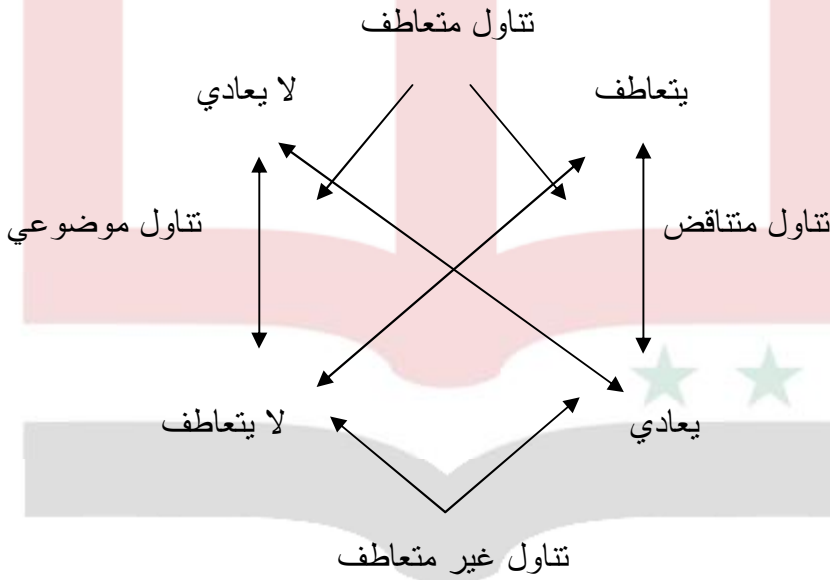 تناول متعاطف
يتعاطف
لا يعادي
تناول متناقض
تناول موضوعي
يعادي
لا يتعاطف
تناول غير متعاطف